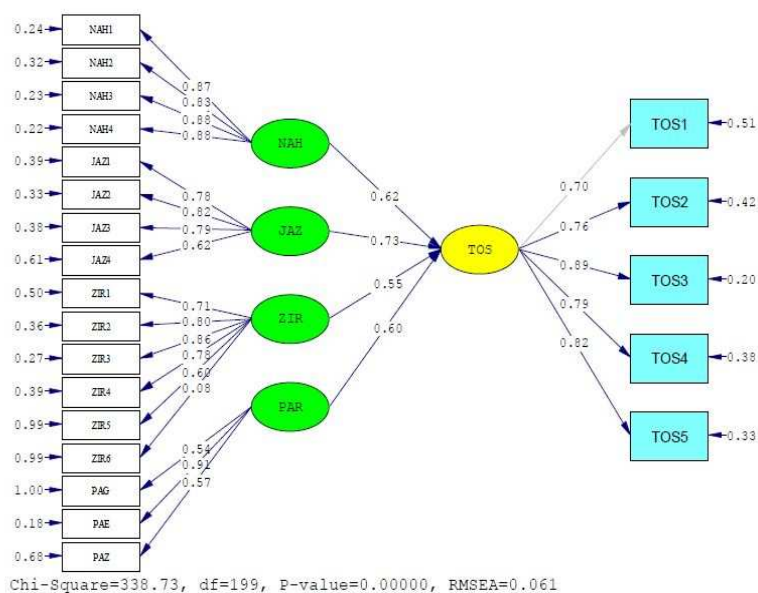 0.24 NAH1
0.32 NAH2
0.23 NAH3
0.22 NAH4
0.39 JAZ1
0.33 JAZ2
0.38 JAZ3
0.61 JAZ4
0.50 ZIR1
0.36 ZIR2
0.27 ZIR3
0.39 ZIR4
0.99 ZIR5
0.99 ZIR6
1.00 PAG
0.18 PAE
0.68 PAZ
0.87
0.83
0.88
0.88
0.78
0.82
0.79
0.62
0.71
0.80
0.86
0.78
0.60
0.08
0.54
0.91
0.57
NAH
JAZ
ZIR
PAR
0.62
0.73
0.55
0.60
TOS
0.70
0.76
0.89
0.79
0.82
TOS1 0.51
TOS2 0.42
TOS3 0.20
TOS4 0.38
TOS5 0.33
Chi-Square=338.73, df=199, P-value=0.00000, RMSEA=0.061